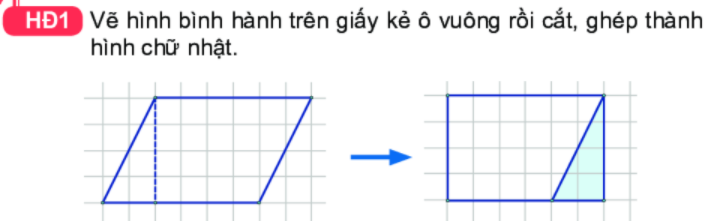 HĐ1 Vẽ hình bình hành trên giấy kẻ ô vuông rồi cắt, ghép thành
hình chữ nhật.